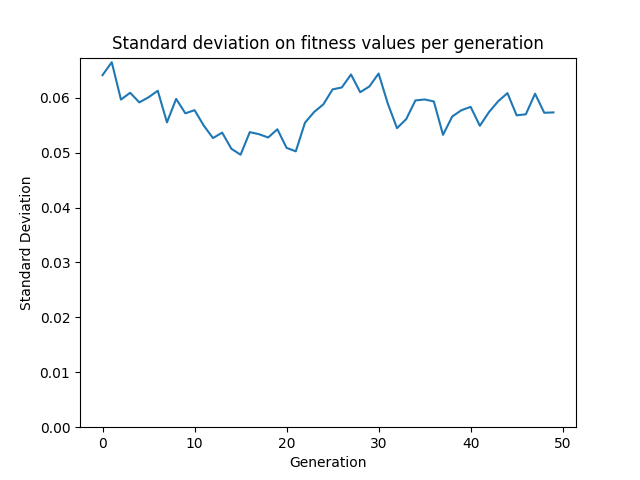 Standard deviation on fitness values per generation
Standard Deviation
0.06
0.05
0.04
0.03
0.02
0.01
0.00
0 10 20 30 40 50
Generation